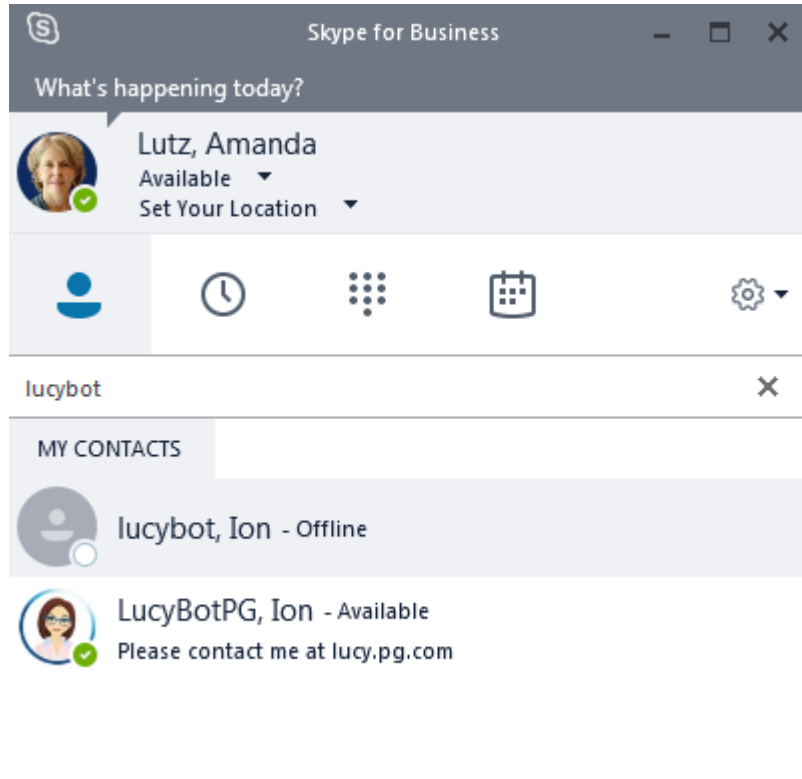 Skype for Business
What's happening today?
Lutz, Amanda
Available
Set Your Location
lucybot
MY CONTACTS
lucybot, Ion - Offline
LucyBotPG, Ion - Available
Please contact me at lucy.pg.com